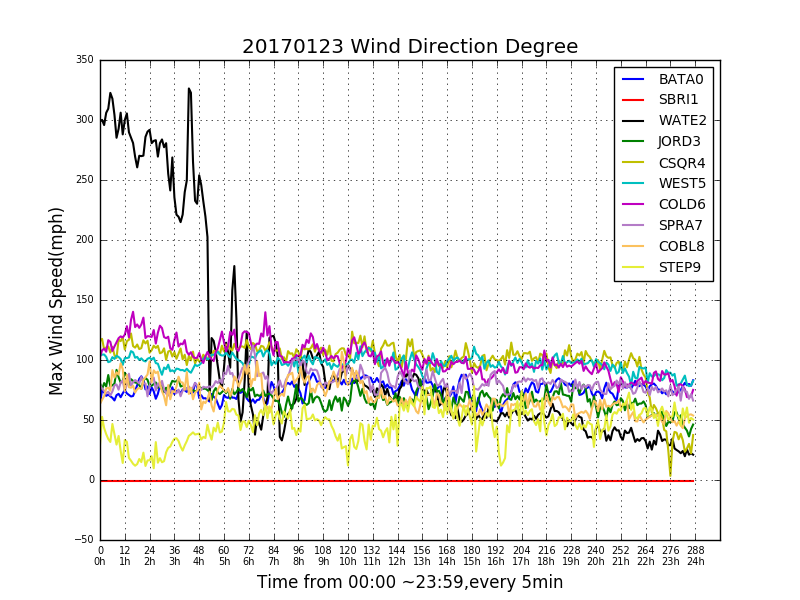 20170123 Wind Direction Degree
350
300
250
200
150
100
50
0
−50
Max Wind Speed(mph)
BATA0
SBRI1
WATE2
JORD3
CSQR4
WEST5
COLD6
SPRA7
COBL8
STEP9
0 12 24 36 48 60 72 84 96 108 120 132 144 156 168 180 192 204 216 228 240 252 264 276 288
0h 1h 2h 3h 4h 5h 6h 7h 8h 9h 10h 11h 12h 13h 14h 15h 16h 17h 18h 19h 20h 21h 22h 23h 24h
Time from 00:00 ~23:59,every 5min